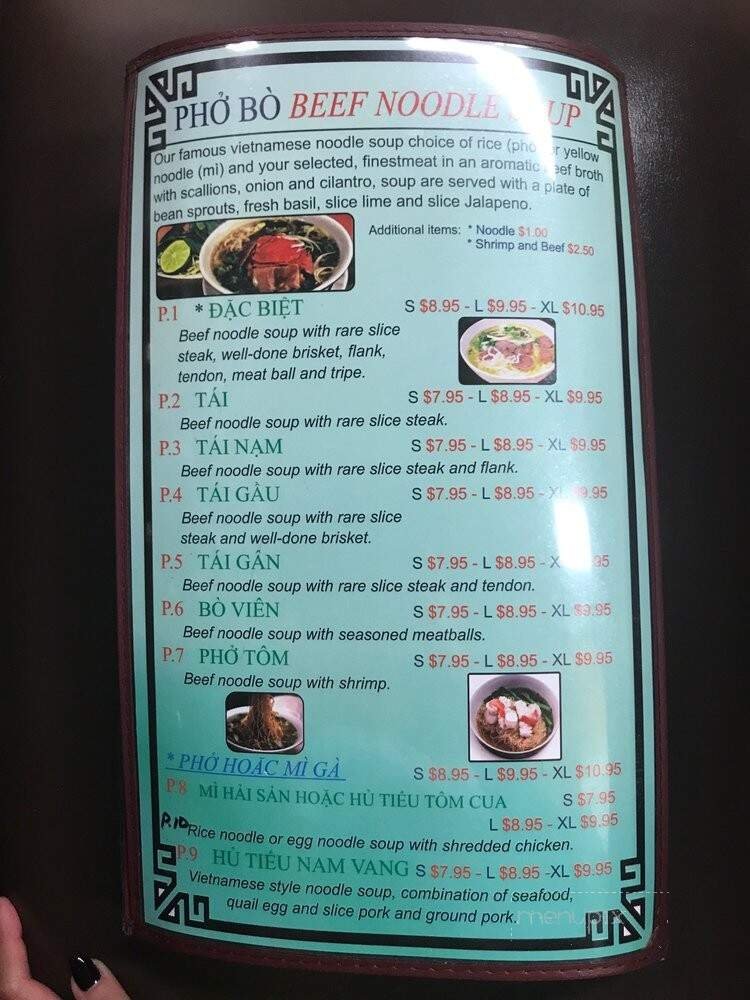 PHỞ BÒ BEEF NOODLE UP
Our famous vietnamese noodle soup choice of rice (pho yellow
noodle (mì) and your selected, finestmeat in an aromatic broth
with scallions, onion and cilantro, soup are served with a plate of
bean sprouts, fresh basil, slice lime and slice Jalapeno.
Additional items: * Noodle $1.00
* Shrimp and Beef $2.50
P.1 * ĐẶC BIỆT S $8.95 - L $9.95 - XL $10.95
Beef noodle soup with rare slice
steak, well-done brisket, flank,
tendon, meat ball and tripe.
P.2 TÁI S $7.95 - L $8.95 - XL $9.95
Beef noodle soup with rare slice steak.
P.3 TÁI NẠM S $7.95 - L $8.95 - XL $9.95
Beef noodle soup with rare slice steak and flank.
P.4 TÁI GẦU S $7.95 - L $8.95 - XL 9.95
Beef noodle soup with rare slice
steak and well-done brisket.
P.5 TÁI GÂN S $7.95 - L $8.95 - X 95
Beef noodle soup with rare slice steak and tendon.
P.6 BÒ VIÊN S $7.95 - L $8.95 - XL $9.95
Beef noodle soup with seasoned meatballs.
P.7 PHỞ TÔM S $7.95 - L $8.95 - XL $9.95
Beef noodle soup with shrimp.
* PHỞ HOẶC MÌ GÀ S $8.95 - L $9.95 - XL $10.95
P.8 MÌ HẢI SẢN HOẶC HỦ TIẾU TÔM CUA S $7.95
L $8.95 - XL $9.95
P.10 Rice noodle or egg noodle soup with shredded chicken.
P.9 HỦ TIẾU NAM VANG S $7.95 - L $8.95 -XL $9.95
Vietnamese style noodle soup, combination of seafood,
quail egg and slice pork and ground pork.
menupix